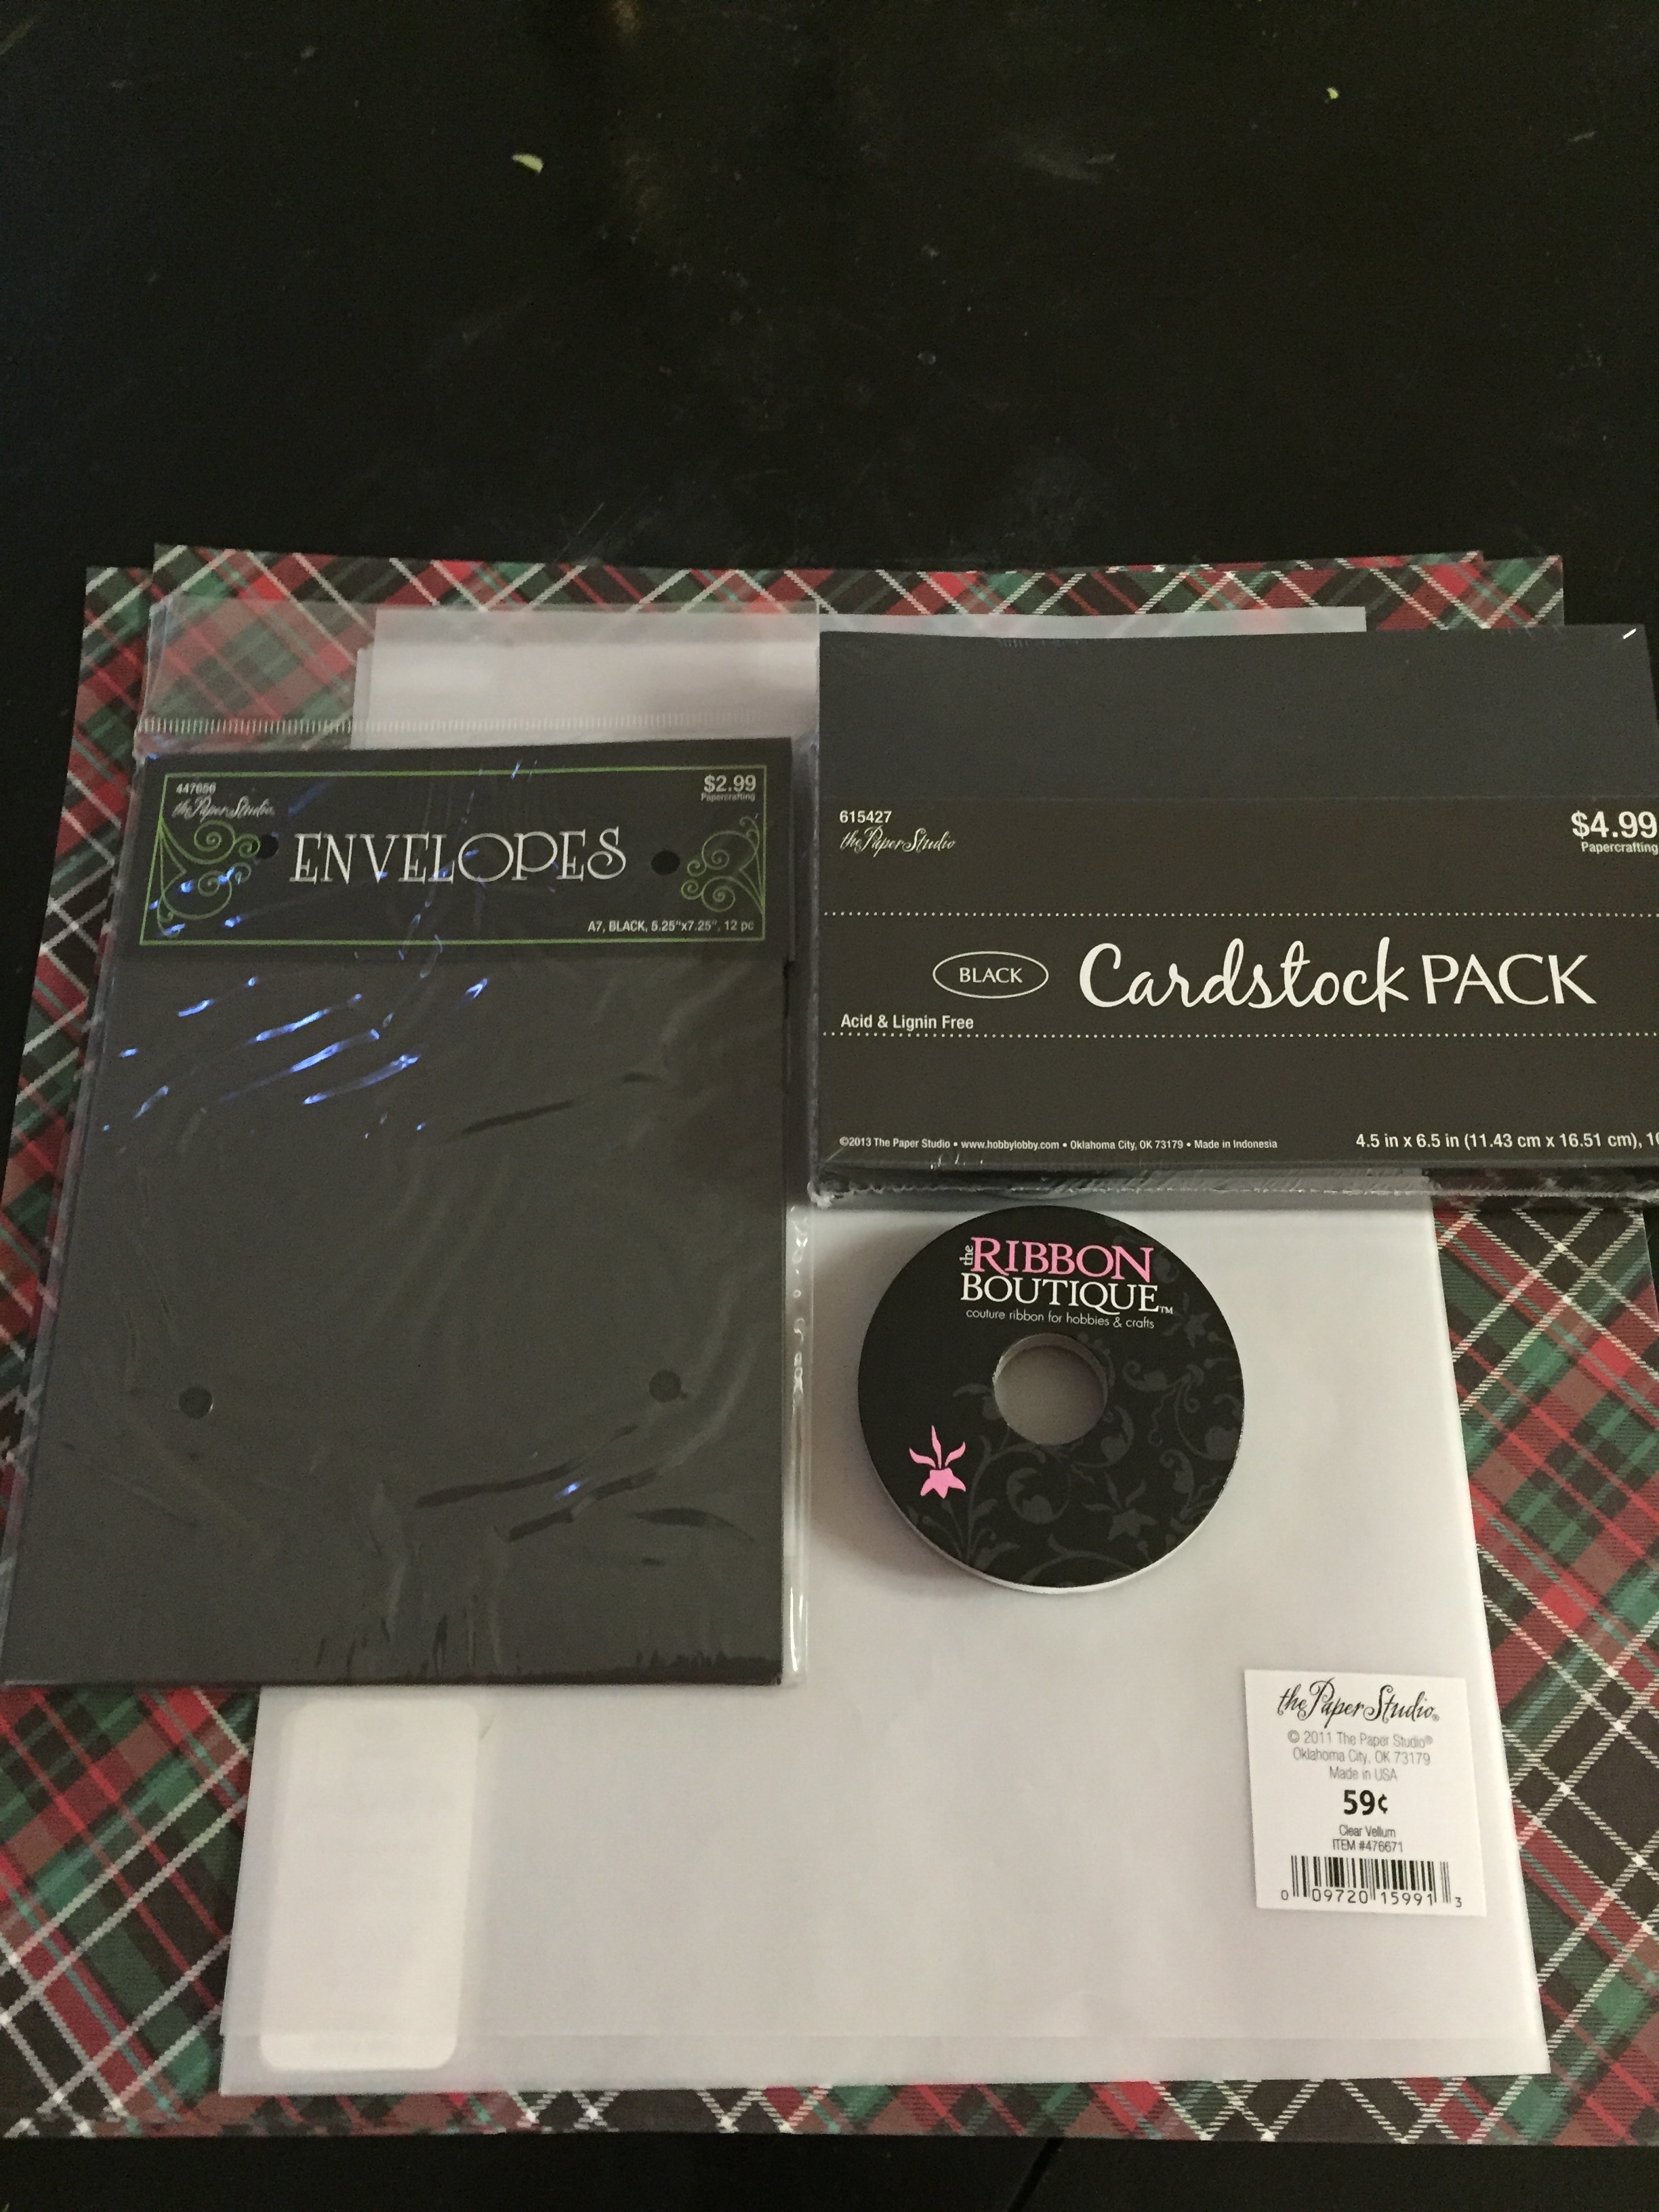 447656
the Paper Studio
$2.99
Papercrafting
ENVELOPES
A7, BLACK, 5.25"x7.25", 12 pc
615427
the Paper Studio
$4.99
Papercrafting
BLACK
Cardstock PACK
Acid & Lignin Free
©2013 The Paper Studio • www.hobbylobby.com • Oklahoma City, OK 73179 • Made in Indonesia
4.5 in x 6.5 in (11.43 cm x 16.51 cm),
the RIBBON
BOUTIQUE™
couture ribbon for hobbies & crafts
the Paper Studio®
© 2011 The Paper Studio®
Oklahoma City, OK 73179
Made in USA
59¢
Clear Vellum
ITEM #476671
0 09720 15991 3